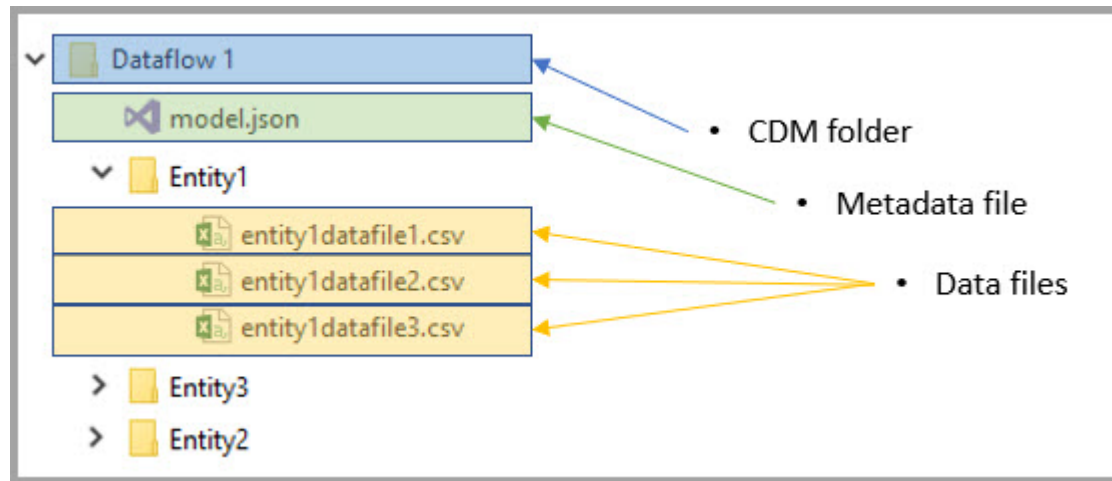 Dataflow 1
model.json
• CDM folder
Entity1
• Metadata file
entity1datafile1.csv
entity1datafile2.csv
• Data files
entity1datafile3.csv
Entity3
Entity2